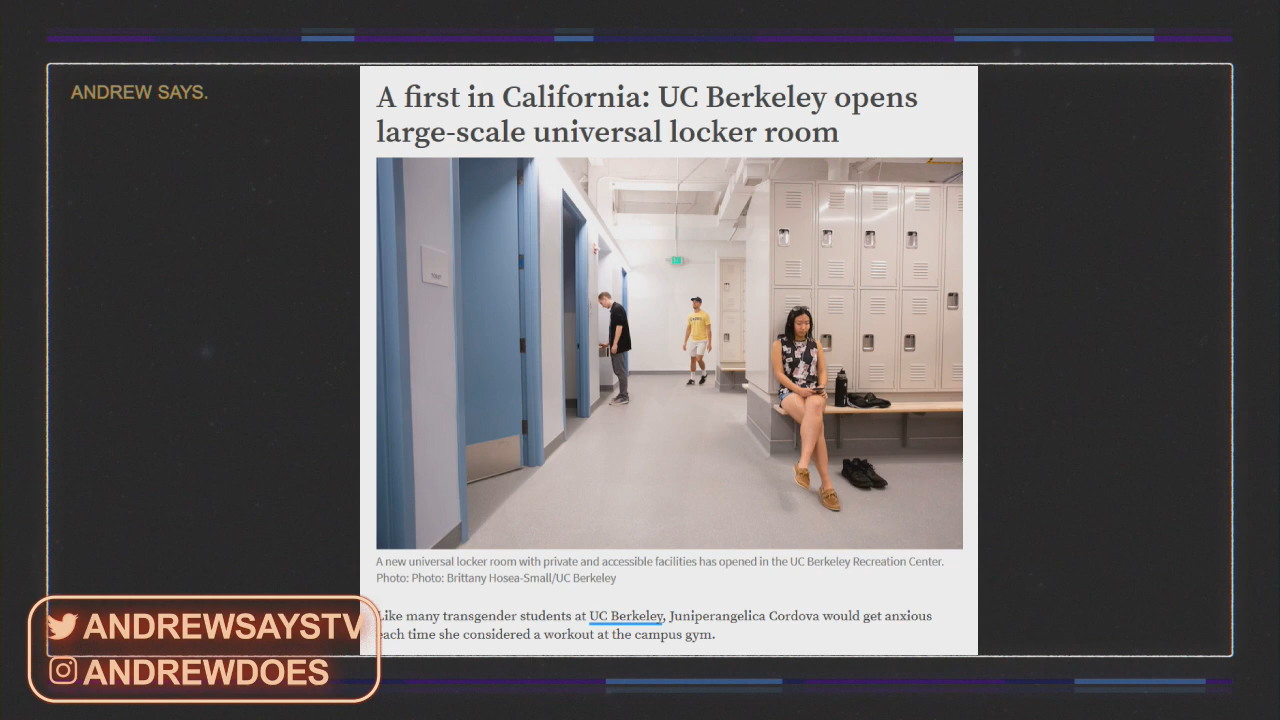 ANDREW SAYS.
A first in California: UC Berkeley opens
large-scale universal locker room
A new universal locker room with private and accessible facilities has opened in the UC Berkeley Recreation Center.
Photo: Photo: Brittany Hosea-Small/UC Berkeley
Like many transgender students at UC Berkeley, Juniperangelica Cordova would get anxious
each time she considered a workout at the campus gym.
ANDREWSAYSTV
ANDREWDOES